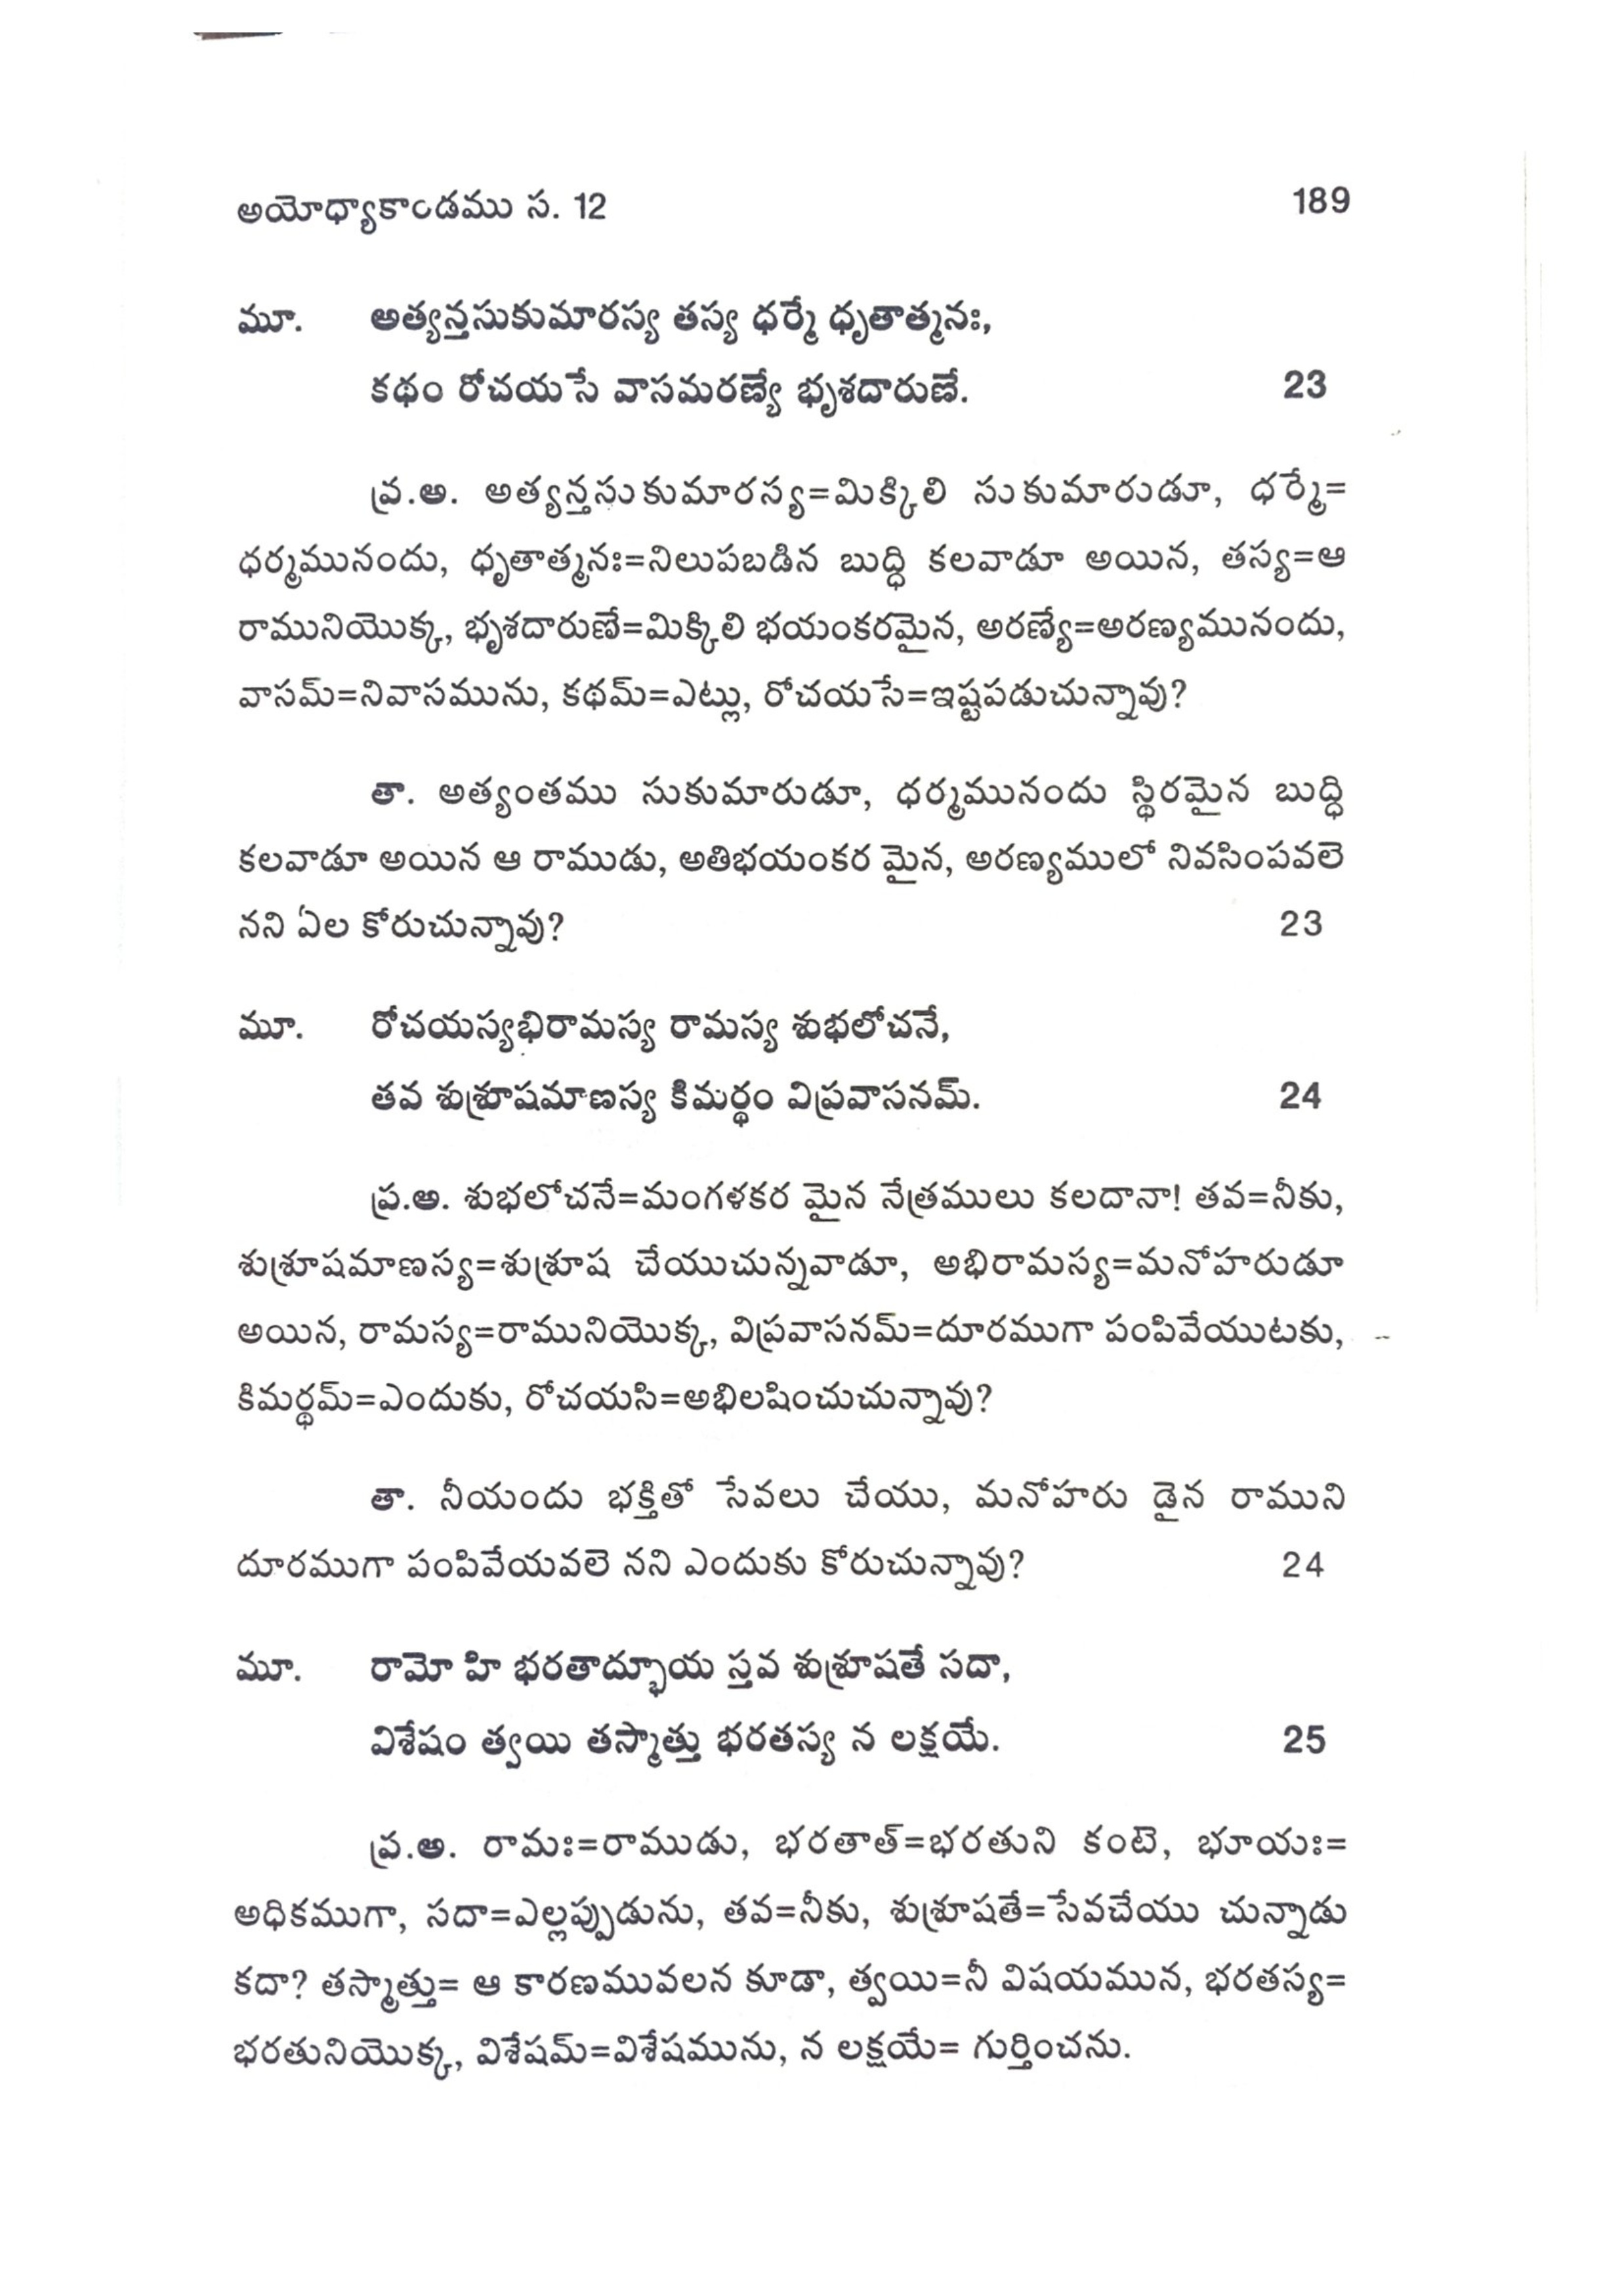 అయోధ్యాకాండము స. 12 189
మూ. అత్యన్తసుకుమారస్య తస్య ధర్మే ధృతాత్మనః,
కథం రోచయసే వాసమరణ్యే భృశదారుణే. 23
ప్ర.అ. అత్యన్తసుకుమారస్య=మిక్కిలి సుకుమారుడూ, ధర్మే=
ధర్మమునందు, ధృతాత్మనః=నిలుపబడిన బుద్ధి కలవాడూ అయిన, తస్య=ఆ
రామునియొక్క, భృశదారుణే=మిక్కిలి భయంకరమైన, అరణ్యే=అరణ్యమునందు,
వాసమ్=నివాసమును, కథమ్=ఎట్లు, రోచయసే=ఇష్టపడుచున్నావు?
తా. అత్యంతము సుకుమారుడూ, ధర్మమునందు స్థిరమైన బుద్ధి
కలవాడూ అయిన ఆ రాముడు, అతిభయంకర మైన, అరణ్యములో నివసింపవలె
నని ఏల కోరుచున్నావు? 23
మూ. రోచయస్యభిరామస్య రామస్య శుభలోచనే,
తవ శుశ్రూషమాణస్య కిమర్థం విప్రవాసనమ్. 24
ప్ర.అ. శుభలోచనే=మంగళకర మైన నేత్రములు కలదానా! తవ=నీకు,
శుశ్రూషమాణస్య=శుశ్రూష చేయుచున్నవాడూ, అభిరామస్య=మనోహరుడూ
అయిన, రామస్య=రామునియొక్క, విప్రవాసనమ్=దూరముగా పంపివేయుటకు,
కిమర్థమ్=ఎందుకు, రోచయసి=అభిలషించుచున్నావు?
తా. నీయందు భక్తితో సేవలు చేయు, మనోహరు డైన రాముని
దూరముగా పంపివేయవలె నని ఎందుకు కోరుచున్నావు? 24
మూ. రామో హి భరతాద్భూయ స్తవ శుశ్రూషతే సదా,
విశేషం త్వయి తస్మాత్తు భరతస్య న లక్షయే. 25
ప్ర.అ. రామః=రాముడు, భరతాత్=భరతుని కంటె, భూయః=
అధికముగా, సదా=ఎల్లప్పుడును, తవ=నీకు, శుశ్రూషతే=సేవచేయు చున్నాడు
కదా? తస్మాత్తు= ఆ కారణమువలన కూడా, త్వయి=నీ విషయమున, భరతస్య=
భరతునియొక్క, విశేషమ్=విశేషమును, న లక్షయే= గుర్తించను.